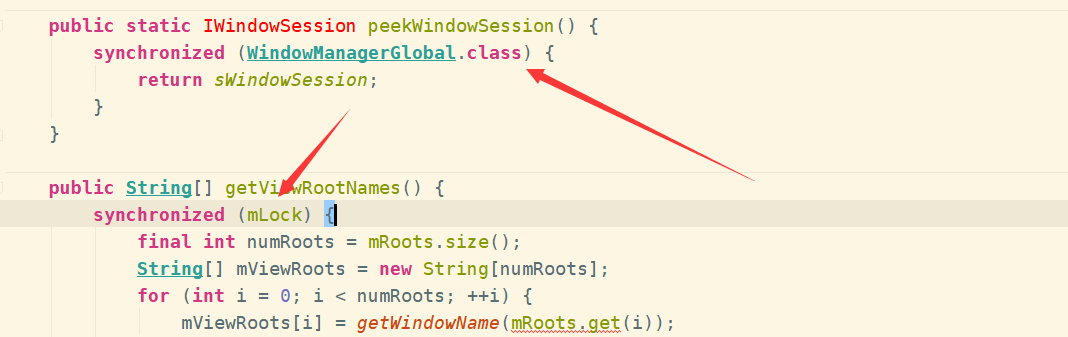 public static IWindowSession peekWindowSession() {
synchronized (WindowManagerGlobal.class) {
return sWindowSession;
}
}
public String[] getViewRootNames() {
synchronized (mLock) {
final int numRoots = mRoots.size();
String[] mViewRoots = new String[numRoots];
for (int i = 0; i < numRoots; ++i) {
mViewRoots[i] = getWindowName(mRoots.get(i));